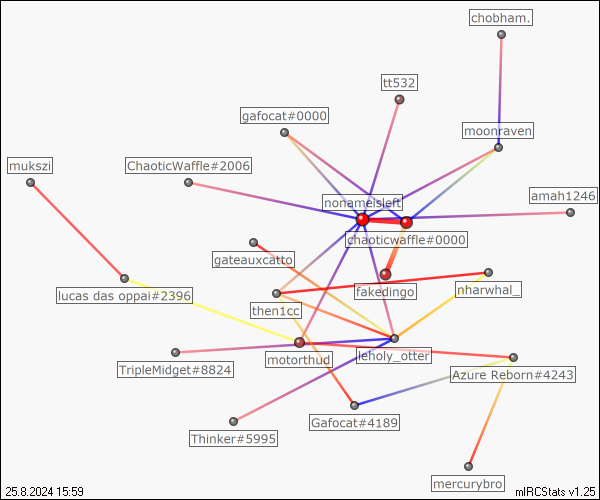 chobham.
tt532
gafocat#0000
moonraven
mukszi
ChaoticWaffle#2006
amah1246
nonameisleft
chaoticwaffle#0000
gateauxcatto
fakedingo
nharwhal_
lucas das oppai#2396
then1cc
motorthud
leholy_otter
TripleMidget#8824
Azure Reborn#4243
Gafocat#4189
Thinker#5995
mercurybro
25.8.2024 15:59
mIRCStats v1.25